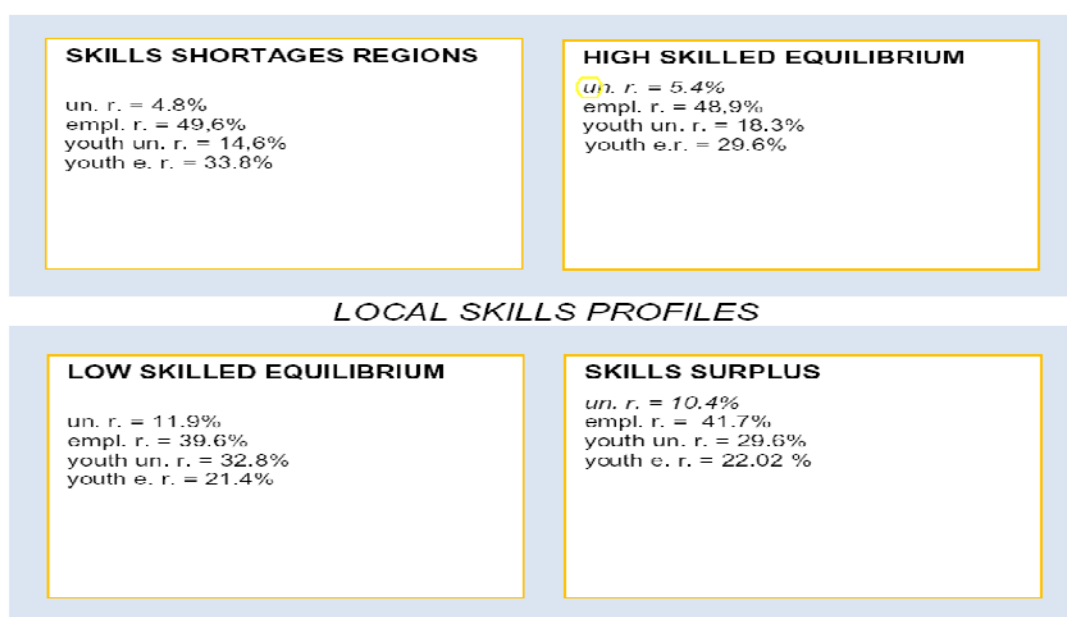 SKILLS SHORTAGES REGIONS
un. r. = 4.8%
empl. r. = 49,6%
youth un. r. = 14,6%
youth e. r. = 33.8%
HIGH SKILLED EQUILIBRIUM
un. r. = 5.4%
empl. r. = 48,9%
youth un. r. = 18.3%
youth e.r. = 29.6%
LOCAL SKILLS PROFILES
LOW SKILLED EQUILIBRIUM
un. r. = 11.9%
empl. r. = 39.6%
youth un. r. = 32.8%
youth e. r. = 21.4%
SKILLS SURPLUS
un. r. = 10.4%
empl. r. = 41.7%
youth un. r. = 29.6%
youth e. r. = 22.02 %